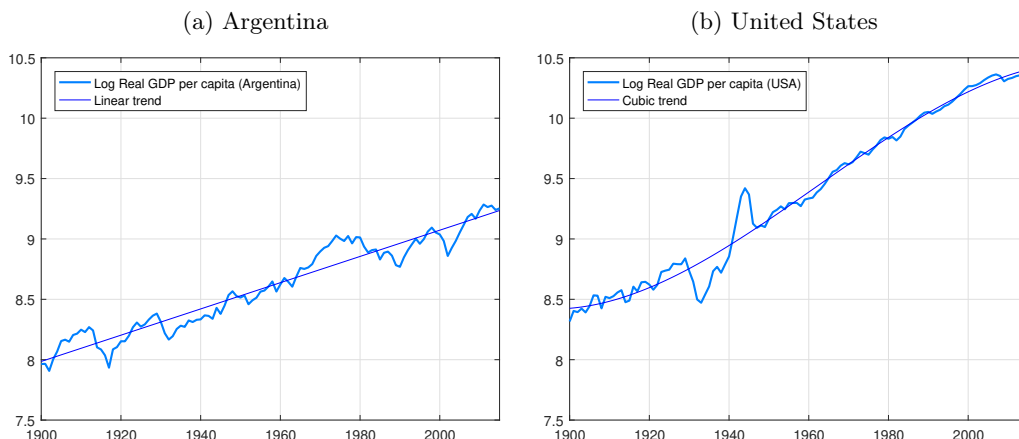 (a) Argentina
10.5
Log Real GDP per capita (Argentina)
Linear trend
10
9.5
9
8.5
8
7.5
1900 1920 1940 1960 1980 2000
(b) United States
10.5
Log Real GDP per capita (USA)
Cubic trend
10
9.5
9
8.5
8
7.5
1900 1920 1940 1960 1980 2000